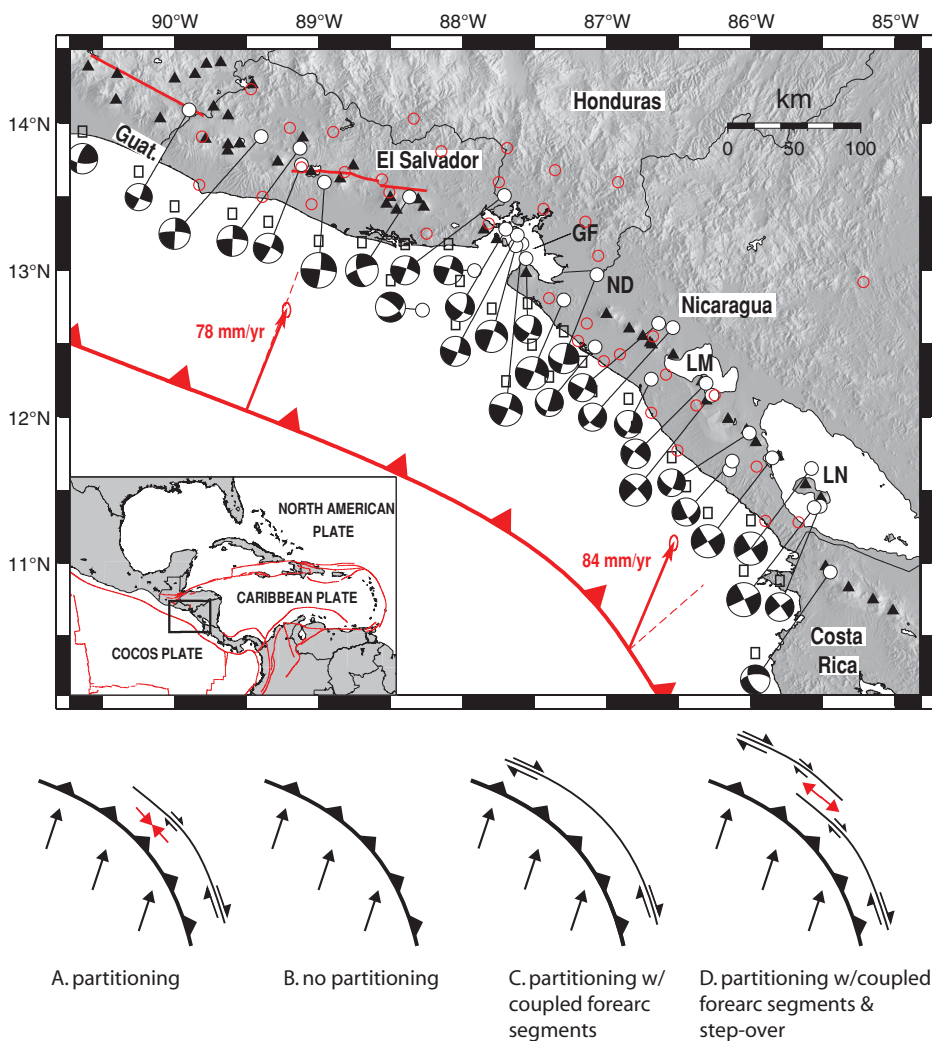 90°W 89°W 88°W 87°W 86°W 85°W
km
0 50 100
Honduras
14°N
Guat.
El Salvador
GF
13°N
ND
Nicaragua
78 mm/yr
LM
12°N
LN
NORTH AMERICAN
PLATE
11°N
84 mm/yr
CARIBBEAN PLATE
COCOS PLATE
Costa
Rica
A. partitioning
B. no partitioning
C. partitioning w/
coupled forearc
segments
D. partitioning w/coupled
forearc segments &
step-over